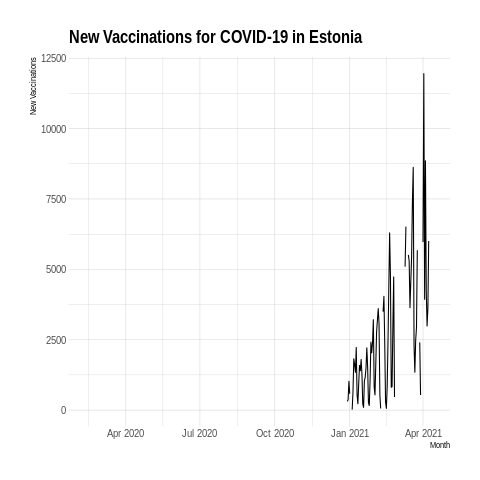 New Vaccinations for COVID-19 in Estonia
New Vaccinations
12500
10000
7500
5000
2500
0
Apr 2020 Jul 2020 Oct 2020 Jan 2021 Apr 2021
Month